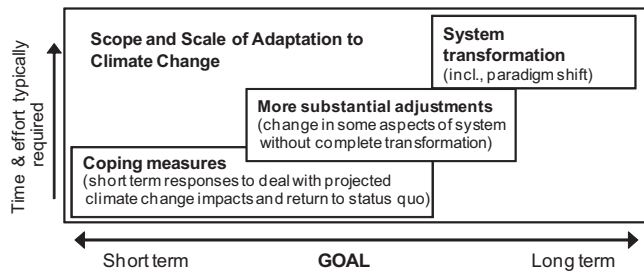 Scope and Scale of Adaptation to
Climate Change
System
transformation
(incl., paradigm shift)
More substantial adjustments
(change in some aspects of system
without complete transformation)
Coping measures
(short term responses to deal with projected
climate change impacts and return to status quo)
Time & effort typically
required
Short term
GOAL
Long term